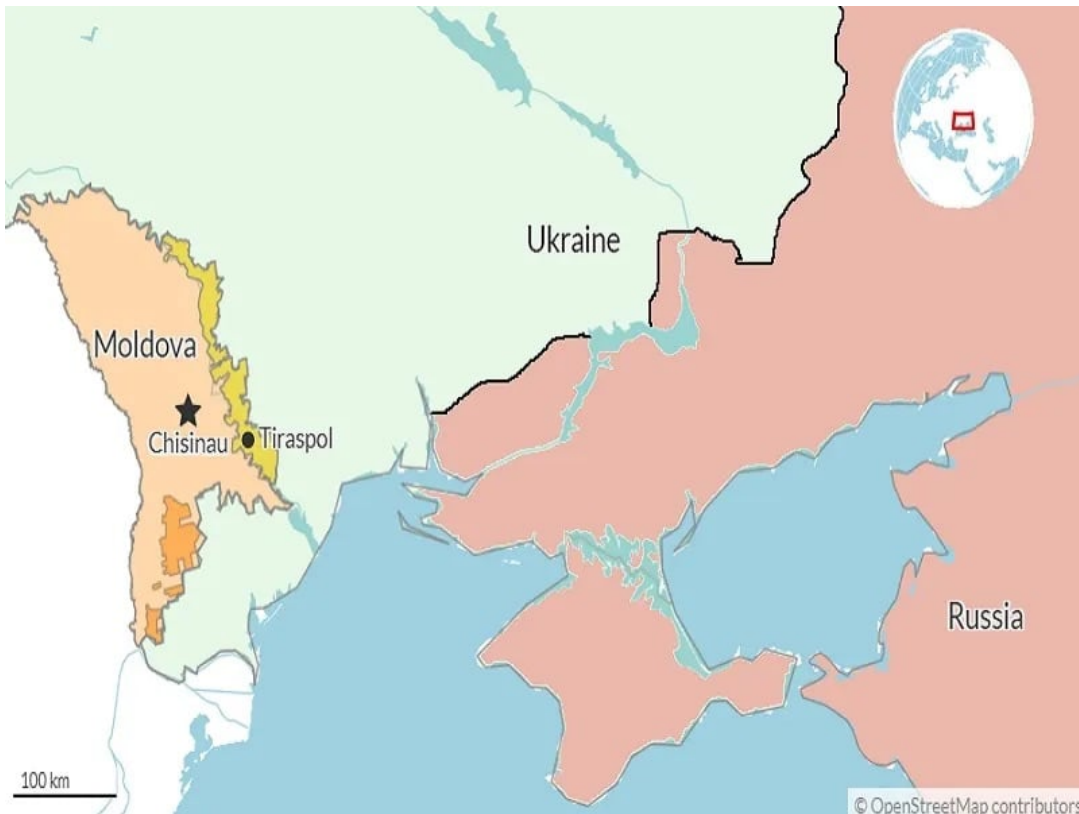 Ukraine
Moldova
Chisinau
Tiraspol
Russia
100 km
© OpenStreetMap contributors